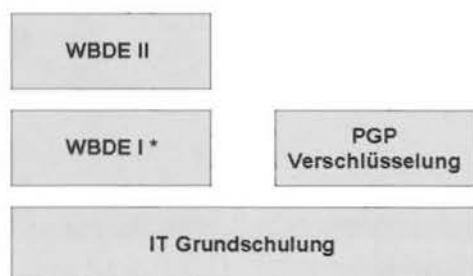 WBDE II
WBDE I *
PGP
Verschlüsselung
IT Grundschulung